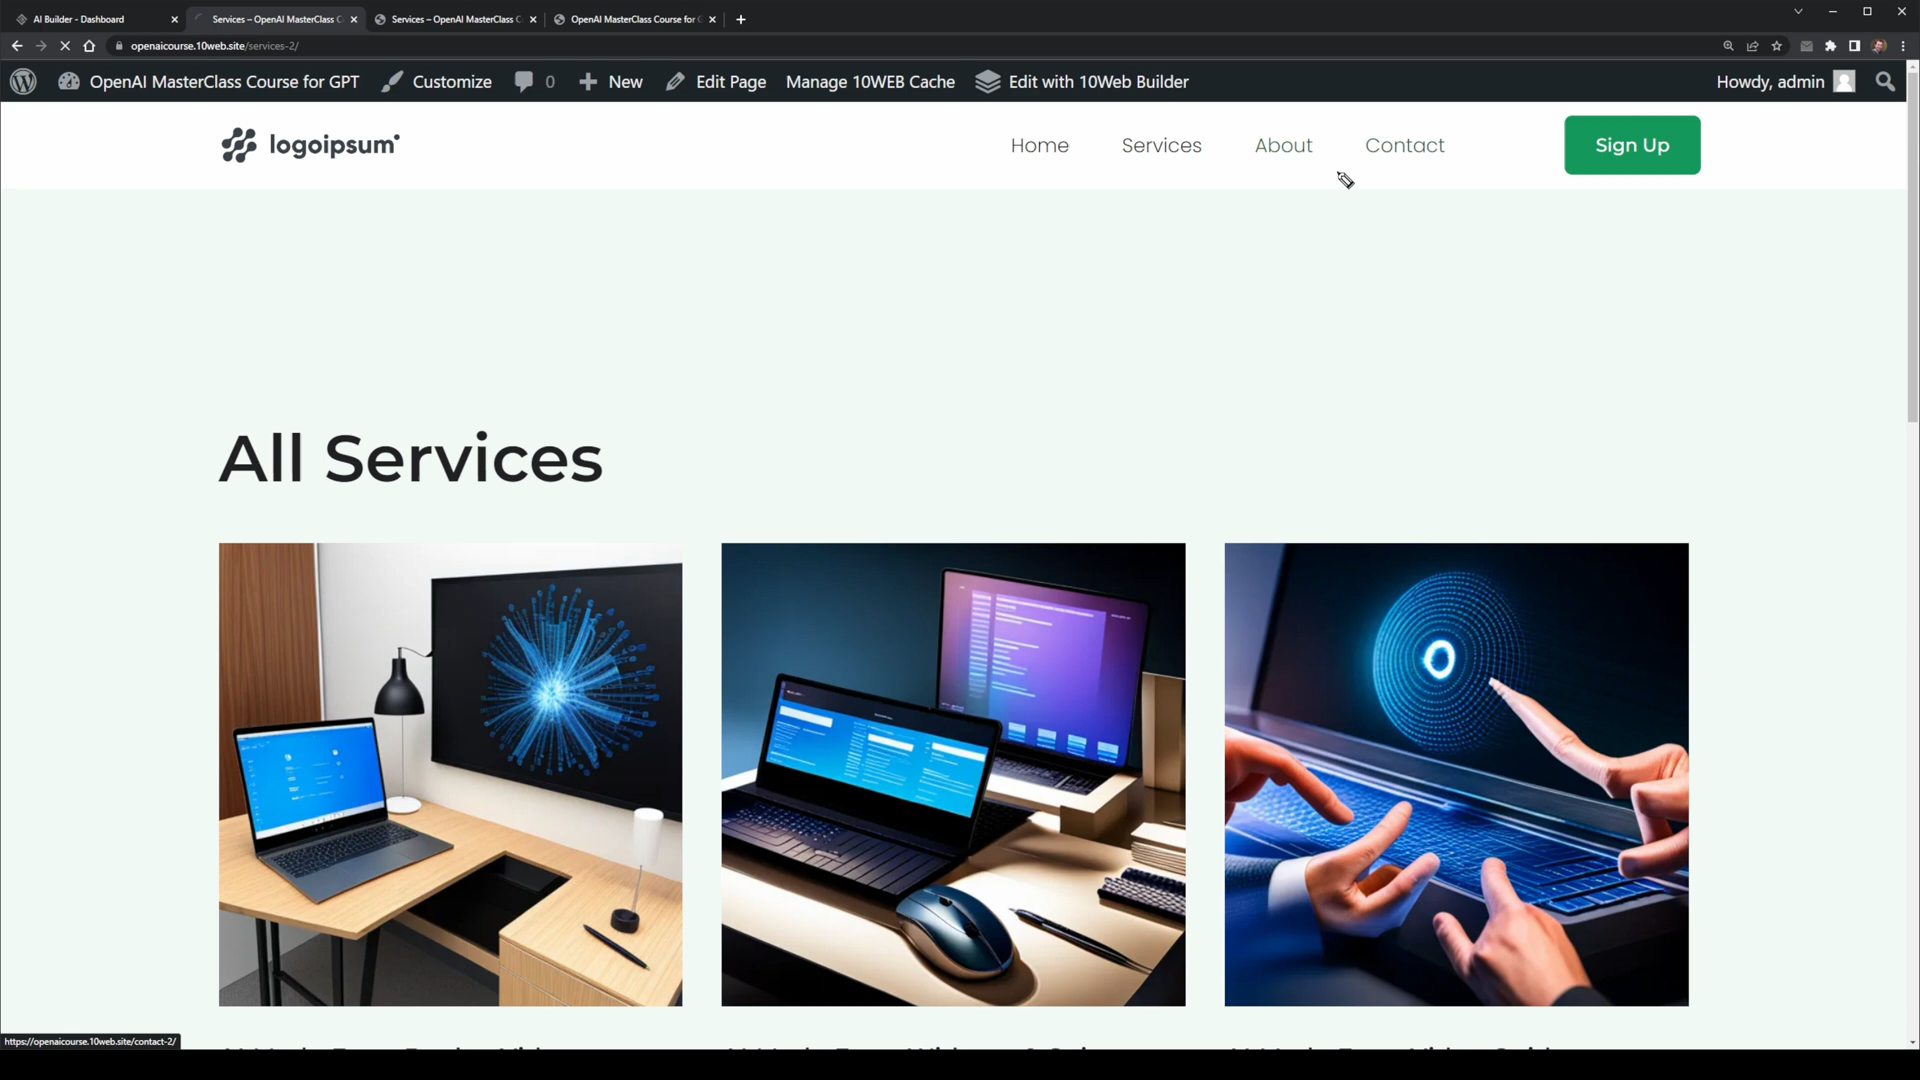 AI Builder - Dashboard
Services – OpenAI MasterClass C
Services – OpenAI MasterClass C
OpenAI MasterClass Course for G
openaicourse.10web.site/services-2/
OpenAI MasterClass Course for GPT
Customize
0
New
Edit Page
Manage 10WEB Cache
Edit with 10Web Builder
Howdy, admin
logoipsum
Home
Services
About
Contact
Sign Up
All Services
https://openaicourse.10web.site/contact-2/